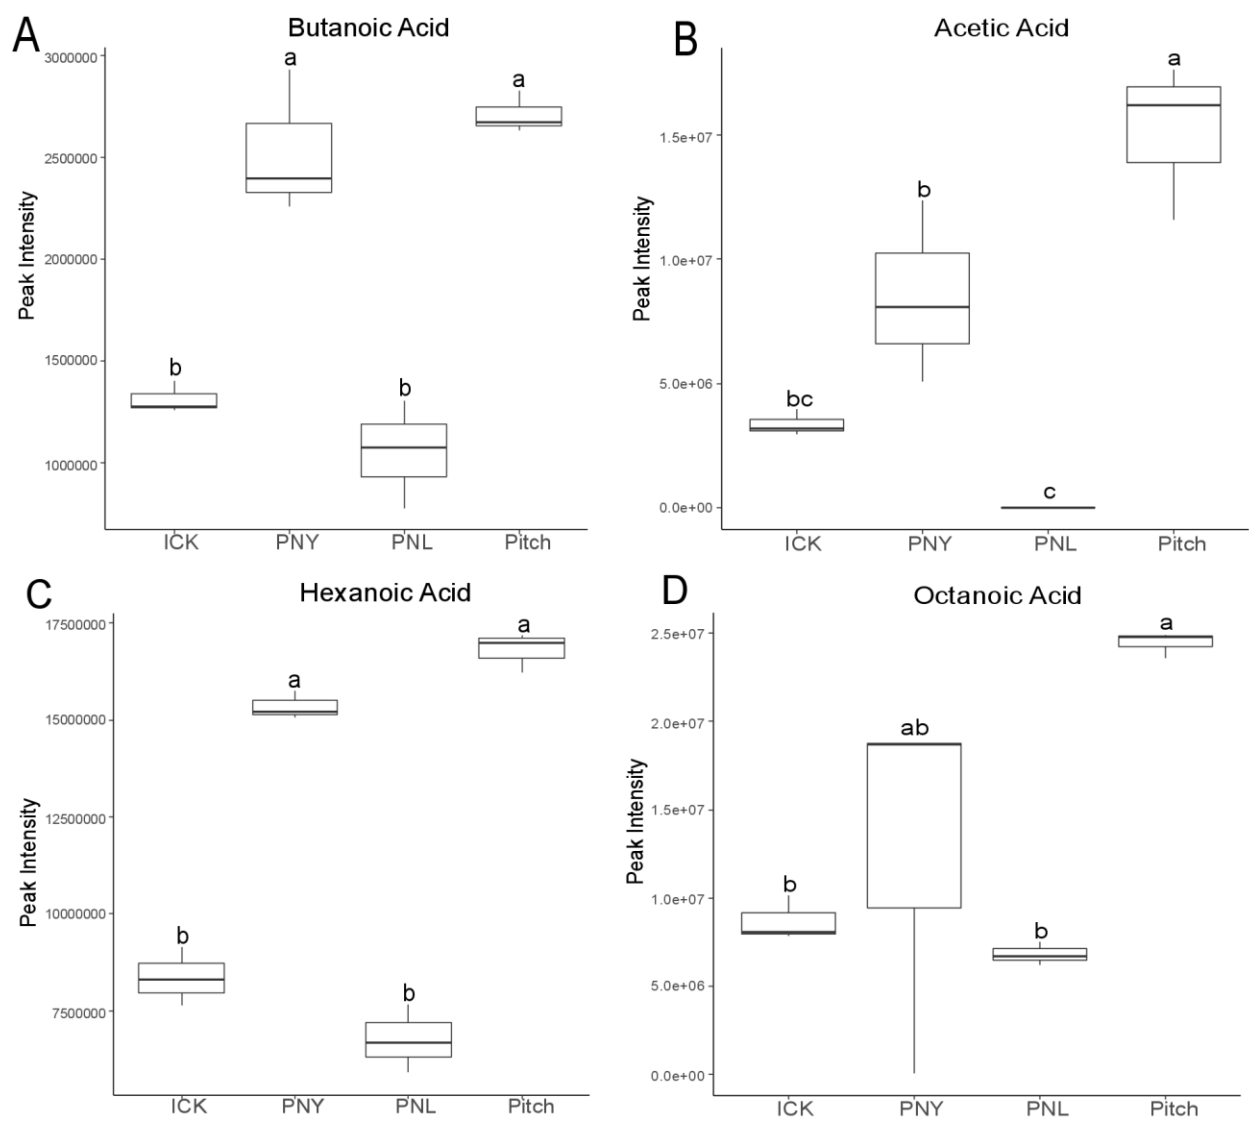 A
Butanoic Acid
Peak Intensity
3000000
2500000
2000000
1500000
1000000
b
a
b
a
ICK PNY PNL Pitch
B
Acetic Acid
Peak Intensity
1.5e+07
1.0e+07
5.0e+06
0.0e+00
bc
b
c
a
ICK PNY PNL Pitch
C
Hexanoic Acid
Peak Intensity
17500000
15000000
12500000
10000000
7500000
b
a
b
a
ICK PNY PNL Pitch
D
Octanoic Acid
Peak Intensity
2.5e+07
2.0e+07
1.5e+07
1.0e+07
5.0e+06
0.0e+00
b
ab
b
a
ICK PNY PNL Pitch